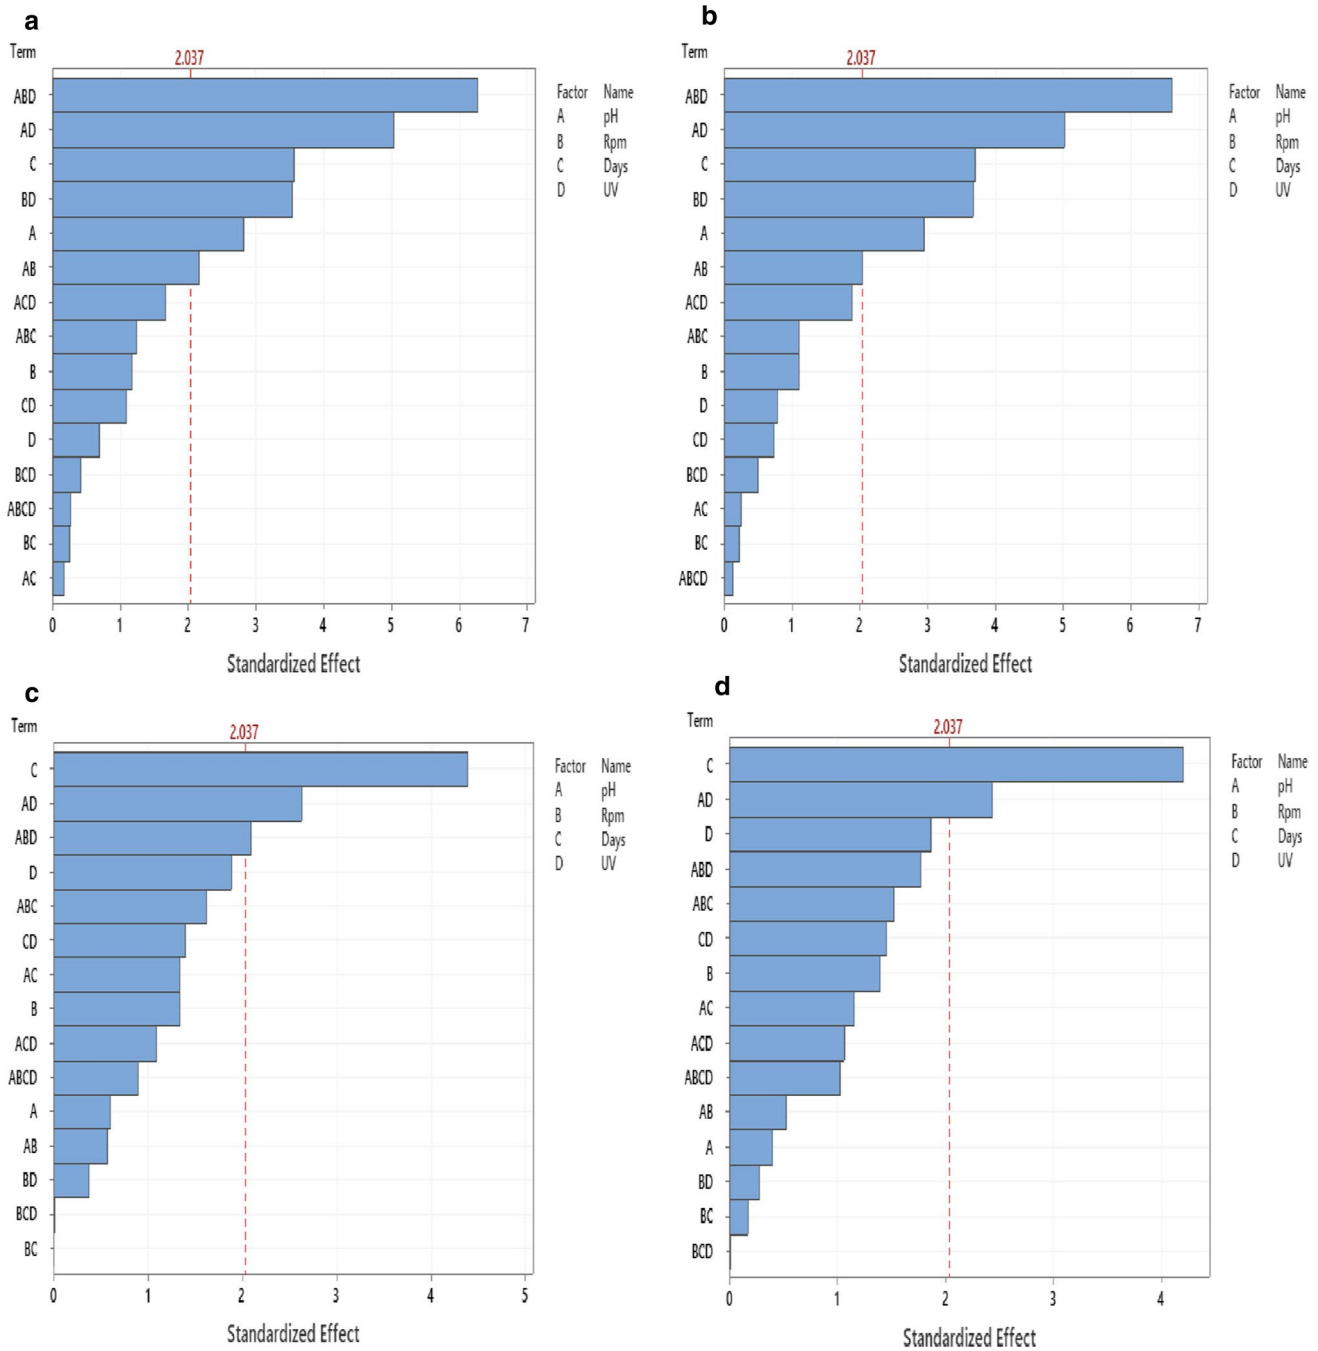 a
Term
2.037
ABD
AD
C
BD
A
AB
ACD
ABC
B
CD
D
BCD
ABCD
BC
AC
0 1 2 3 4 5 6 7
Standardized Effect
Factor Name
A pH
B Rpm
C Days
D UV
b
Term
2.037
ABD
AD
C
BD
A
AB
ACD
ABC
B
D
CD
BCD
AC
BC
ABCD
0 1 2 3 4 5 6 7
Standardized Effect
Factor Name
A pH
B Rpm
C Days
D UV
c
Term
2.037
C
AD
ABD
D
ABC
CD
AC
B
ACD
ABCD
A
AB
BD
BCD
BC
0 1 2 3 4 5
Standardized Effect
Factor Name
A pH
B Rpm
C Days
D UV
d
Term
2.037
C
AD
D
ABD
ABC
CD
B
AC
ACD
ABCD
AB
A
BD
BC
BCD
0 1 2 3 4
Standardized Effect
Factor Name
A pH
B Rpm
C Days
D UV